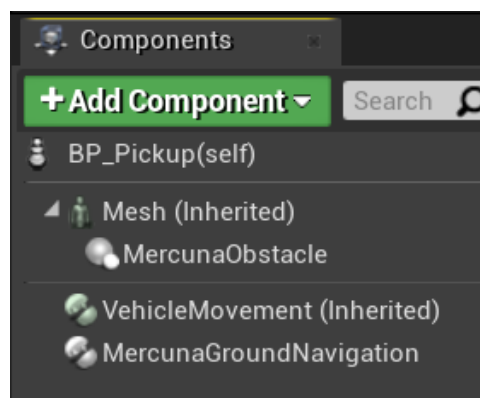 Components
+Add Component
Search
BP_Pickup(self)
Mesh (Inherited)
MercunaObstacle
VehicleMovement (Inherited)
MercunaGroundNavigation